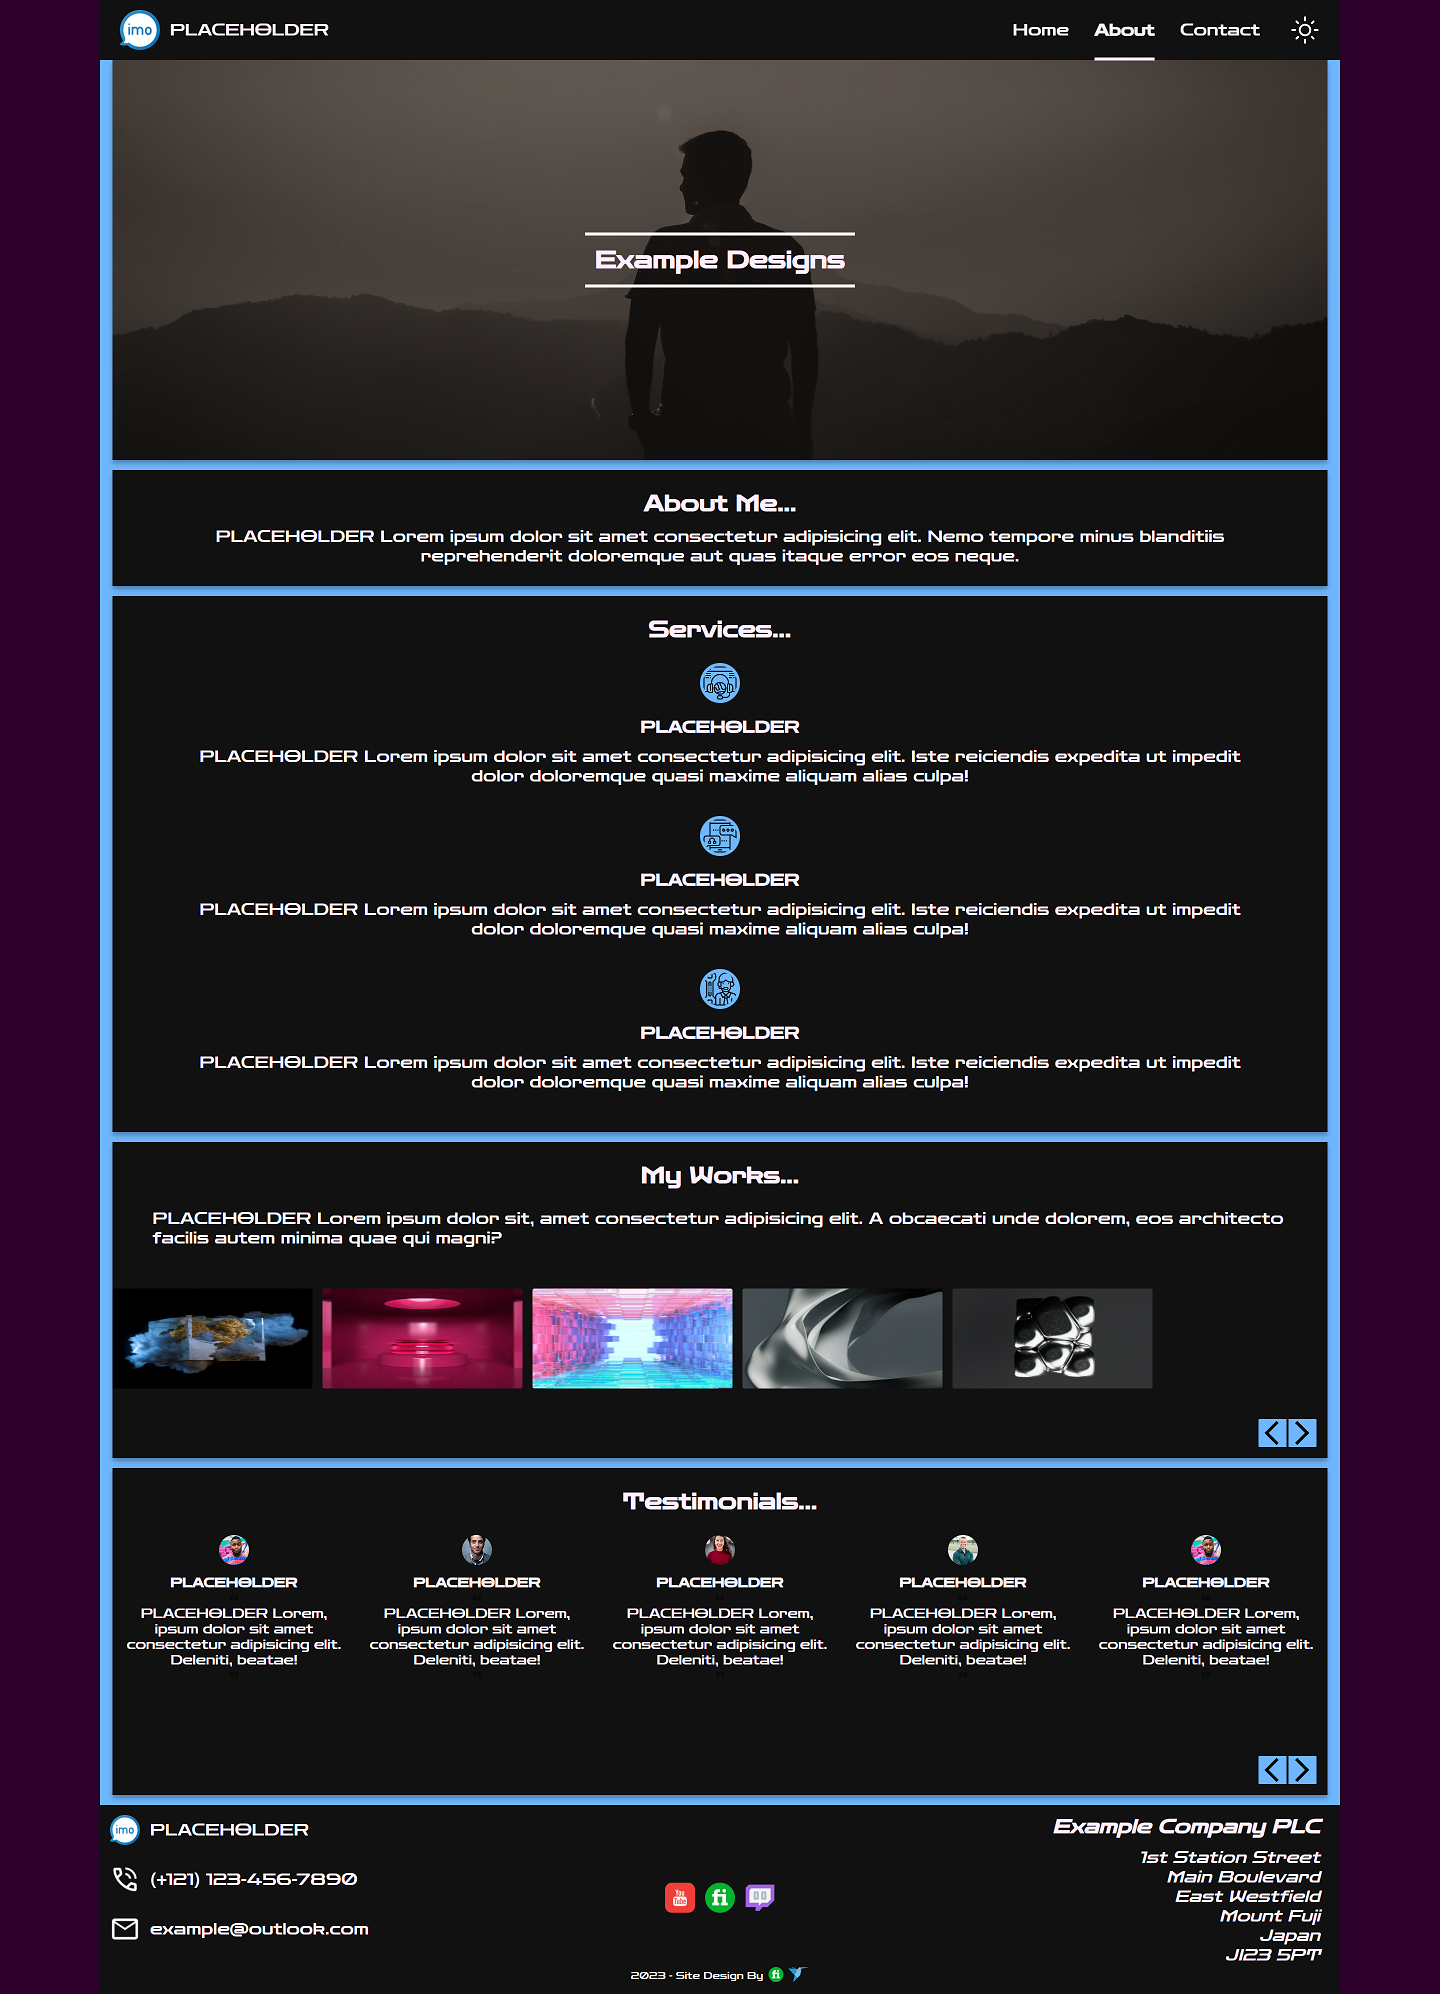 imo PLACEHOLDER
Home About Contact
Example Designs
About Me...
PLACEHOLDER Lorem ipsum dolor sit amet consectetur adipisicing elit. Nemo tempore minus blanditiis
reprehenderit doloremque aut quas itaque error eos neque.
Services...
PLACEHOLDER
PLACEHOLDER Lorem ipsum dolor sit amet consectetur adipisicing elit. Iste reiciendis expedita ut impedit
dolor doloremque quasi maxime aliquam alias culpa!
PLACEHOLDER
PLACEHOLDER Lorem ipsum dolor sit amet consectetur adipisicing elit. Iste reiciendis expedita ut impedit
dolor doloremque quasi maxime aliquam alias culpa!
PLACEHOLDER
PLACEHOLDER Lorem ipsum dolor sit amet consectetur adipisicing elit. Iste reiciendis expedita ut impedit
dolor doloremque quasi maxime aliquam alias culpa!
My Works...
PLACEHOLDER Lorem ipsum dolor sit, amet consectetur adipisicing elit. A obcaecati unde dolorem, eos architecto
facilis autem minima quae qui magni?
Testimonials...
PLACEHOLDER
PLACEHOLDER Lorem,
ipsum dolor sit amet
consectetur adipisicing elit.
Deleniti, beatae!
PLACEHOLDER
PLACEHOLDER Lorem,
ipsum dolor sit amet
consectetur adipisicing elit.
Deleniti, beatae!
PLACEHOLDER
PLACEHOLDER Lorem,
ipsum dolor sit amet
consectetur adipisicing elit.
Deleniti, beatae!
PLACEHOLDER
PLACEHOLDER Lorem,
ipsum dolor sit amet
consectetur adipisicing elit.
Deleniti, beatae!
PLACEHOLDER
PLACEHOLDER Lorem,
ipsum dolor sit amet
consectetur adipisicing elit.
Deleniti, beatae!
imo PLACEHOLDER
(+121) 123-456-7890
example@outlook.com
You
Tube
fi
Example Company PLC
1st Station Street
Main Boulevard
East Westfield
Mount Fuji
Japan
JI23 5PT
2023 - Site Design By fi